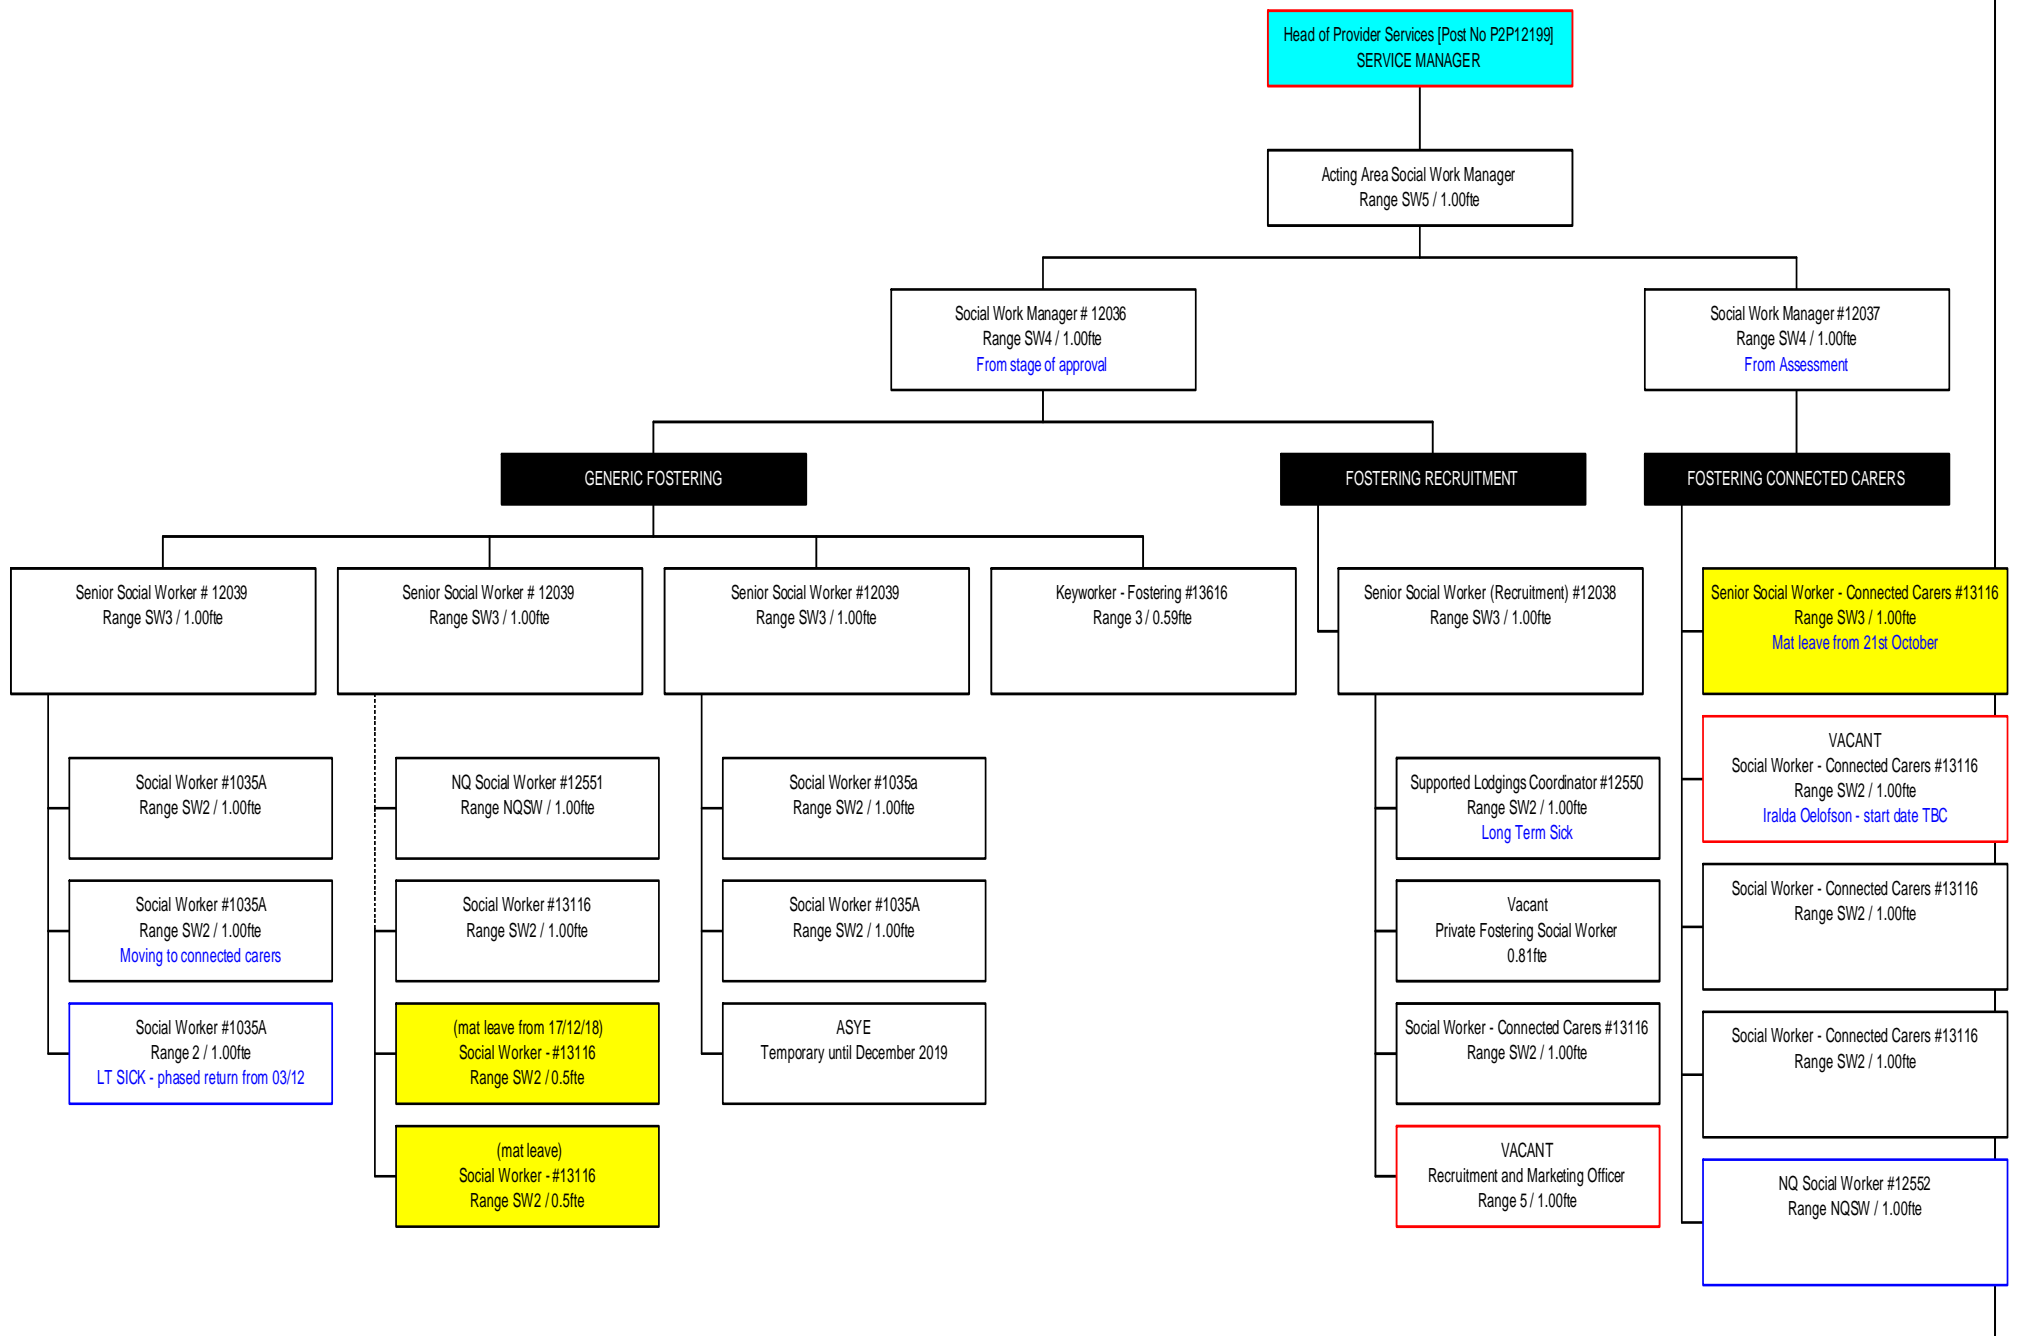 Head of Provider Services [Post No P2P12199]
SERVICE MANAGER
Acting Area Social Work Manager
Range SW5 / 1.00fte
Social Work Manager # 12036
Range SW4 / 1.00fte
From stage of approval
Social Work Manager #12037
Range SW4 / 1.00fte
From Assessment
GENERIC FOSTERING
FOSTERING RECRUITMENT
FOSTERING CONNECTED CARERS
Senior Social Worker # 12039
Range SW3 / 1.00fte
Senior Social Worker # 12039
Range SW3 / 1.00fte
Senior Social Worker #12039
Range SW3 / 1.00fte
Keyworker - Fostering #13616
Range 3 / 0.59fte
Senior Social Worker (Recruitment) #12038
Range SW3 / 1.00fte
Senior Social Worker - Connected Carers #13116
Range SW3 / 1.00fte
Mat leave from 21st October
Social Worker #1035A
Range SW2 / 1.00fte
Social Worker #1035A
Range SW2 / 1.00fte
Moving to connected carers
Social Worker #1035A
Range 2 / 1.00fte
LT SICK - phased return from 03/12
NQ Social Worker #12551
Range NQSW / 1.00fte
Social Worker #13116
Range SW2 / 1.00fte
(mat leave from 17/12/18)
Social Worker - #13116
Range SW2 / 0.5fte
(mat leave)
Social Worker - #13116
Range SW2 / 0.5fte
Social Worker #1035a
Range SW2 / 1.00fte
Social Worker #1035A
Range SW2 / 1.00fte
ASYE
Temporary until December 2019
Supported Lodgings Coordinator #12550
Range SW2 / 1.00fte
Long Term Sick
Vacant
Private Fostering Social Worker
0.81fte
Social Worker - Connected Carers #13116
Range SW2 / 1.00fte
VACANT
Recruitment and Marketing Officer
Range 5 / 1.00fte
VACANT
Social Worker - Connected Carers #13116
Range SW2 / 1.00fte
Iralda Oelofson - start date TBC
Social Worker - Connected Carers #13116
Range SW2 / 1.00fte
Social Worker - Connected Carers #13116
Range SW2 / 1.00fte
NQ Social Worker #12552
Range NQSW / 1.00fte